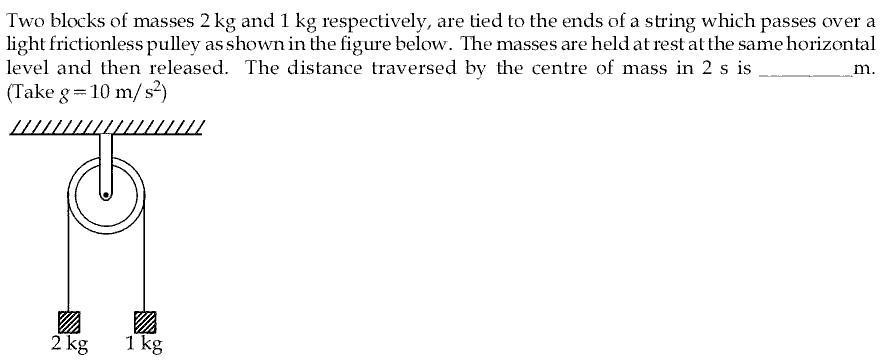 Two blocks of masses 2 kg and 1 kg respectively, are tied to the ends of a string which passes over a
light frictionless pulley as shown in the figure below. The masses are held at rest at the same horizontal
level and then released. The distance traversed by the centre of mass in 2 s is ________m.
(Take g=10 m/s²)
2 kg 1 kg